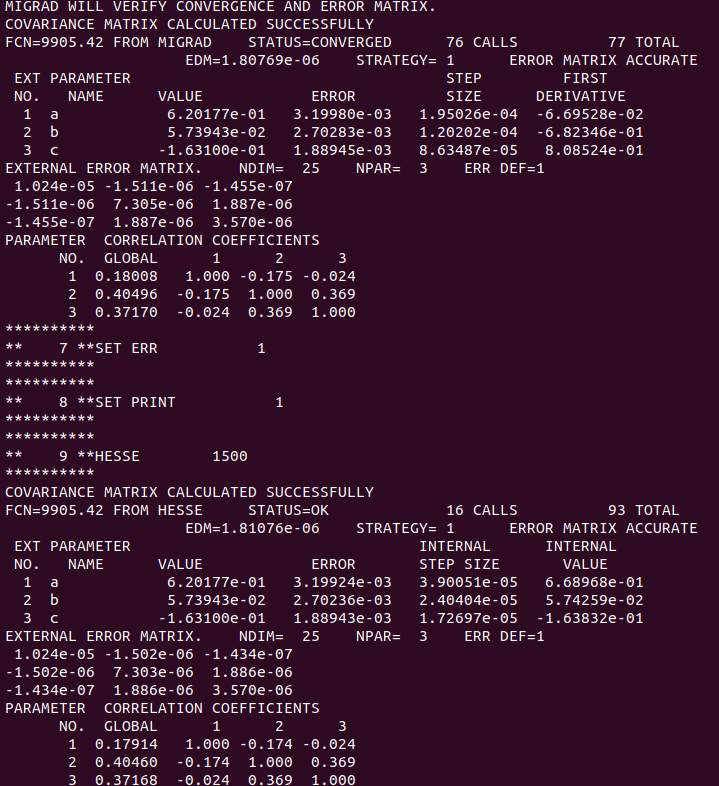 MIGRAD WILL VERIFY CONVERGENCE AND ERROR MATRIX.
COVARIANCE MATRIX CALCULATED SUCCESSFULLY
FCN=9905.42 FROM MIGRAD    STATUS=CONVERGED      76 CALLS          77 TOTAL
                    EDM=1.80769e-06    STRATEGY= 1      ERROR MATRIX ACCURATE
 EXT PARAMETER                                   STEP         FIRST
 NO.   NAME      VALUE            ERROR          SIZE      DERIVATIVE
  1  a            6.20177e-01   3.19980e-03   1.95026e-04  -6.69528e-02
  2  b            5.73943e-02   2.70283e-03   1.20202e-04  -6.82346e-01
  3  c           -1.63100e-01   1.88945e-03   8.63487e-05   8.08524e-01
EXTERNAL ERROR MATRIX.    NDIM=  25    NPAR=  3    ERR DEF=1
 1.024e-05 -1.511e-06 -1.455e-07
-1.511e-06  7.305e-06  1.887e-06
-1.455e-07  1.887e-06  3.570e-06
PARAMETER  CORRELATION COEFFICIENTS
      NO.  GLOBAL      1      2      3
       1  0.18008   1.000 -0.175 -0.024
       2  0.40496  -0.175  1.000  0.369
       3  0.37170  -0.024  0.369  1.000
**********
**    7 **SET ERR           1
**********
**********
**    8 **SET PRINT           1
**********
**********
**    9 **HESSE        1500
**********
COVARIANCE MATRIX CALCULATED SUCCESSFULLY
FCN=9905.42 FROM HESSE     STATUS=OK             16 CALLS          93 TOTAL
                    EDM=1.81076e-06    STRATEGY= 1      ERROR MATRIX ACCURATE
 EXT PARAMETER                                INTERNAL      INTERNAL
 NO.   NAME      VALUE            ERROR       STEP SIZE       VALUE
  1  a            6.20177e-01   3.19924e-03   3.90051e-05   6.68968e-01
  2  b            5.73943e-02   2.70236e-03   2.40404e-05   5.74259e-02
  3  c           -1.63100e-01   1.88943e-03   1.72697e-05  -1.63832e-01
EXTERNAL ERROR MATRIX.    NDIM=  25    NPAR=  3    ERR DEF=1
 1.024e-05 -1.502e-06 -1.434e-07
-1.502e-06  7.303e-06  1.886e-06
-1.434e-07  1.886e-06  3.570e-06
PARAMETER  CORRELATION COEFFICIENTS
      NO.  GLOBAL      1      2      3
       1  0.17914   1.000 -0.174 -0.024
       2  0.40460  -0.174  1.000  0.369
       3  0.37168  -0.024  0.369  1.000